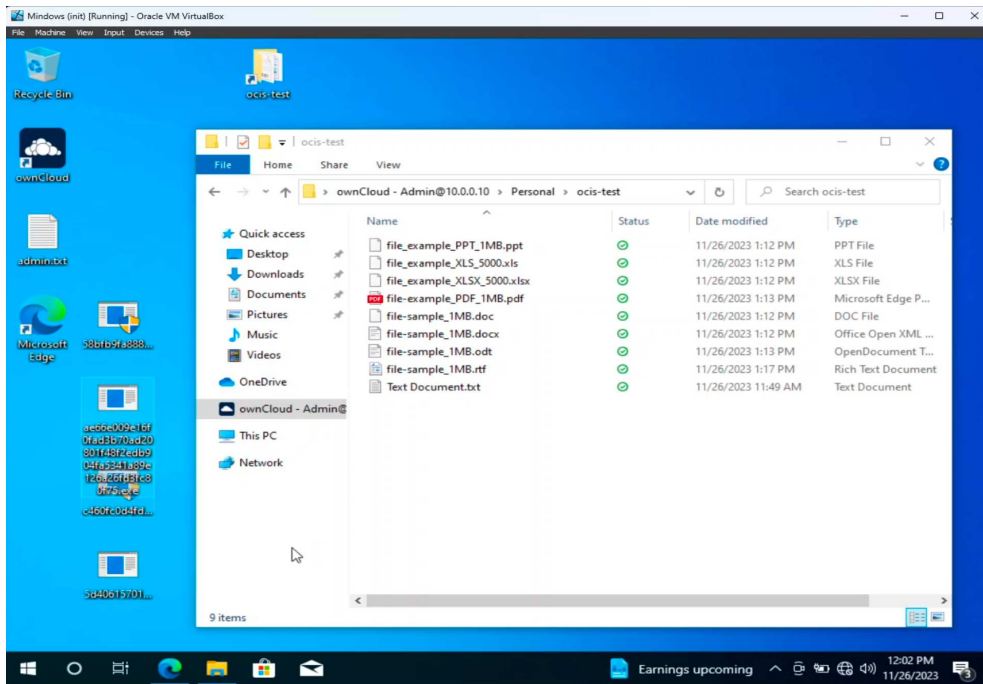 Mindows (init) [Running] - Oracle VM VirtualBox
File Machine View Input Devices Help
Recycle Bin
ocis-test
ownCloud
admin.txt
Microsoft Edge
58bfb9fa888...
ocis-test
File Home Share View
ownCloud - Admin@10.0.0.10 > Personal > ocis-test
Search ocis-test
Name Status Date modified Type
Quick access
Desktop
Downloads
Documents
Pictures
Music
Videos
OneDrive
ownCloud - Admin@
This PC
Network
file_example_PPT_1MB.ppt 11/26/2023 1:12 PM PPT File
file_example_XLS_5000.xls 11/26/2023 1:12 PM XLS File
file_example_XLSX_5000.xlsx 11/26/2023 1:12 PM XLSX File
PDF file-example_PDF_1MB.pdf 11/26/2023 1:13 PM Microsoft Edge P...
file-sample_1MB.doc 11/26/2023 1:12 PM DOC File
file-sample_1MB.docx 11/26/2023 1:12 PM Office Open XML ...
file-sample_1MB.odt 11/26/2023 1:13 PM OpenDocument T...
file-sample_1MB.rtf 11/26/2023 1:17 PM Rich Text Document
Text Document.txt 11/26/2023 11:49 AM Text Document
9 items
c460fc0d4fd...
5d40615701...
Earnings upcoming
12:02 PM
11/26/2023
3